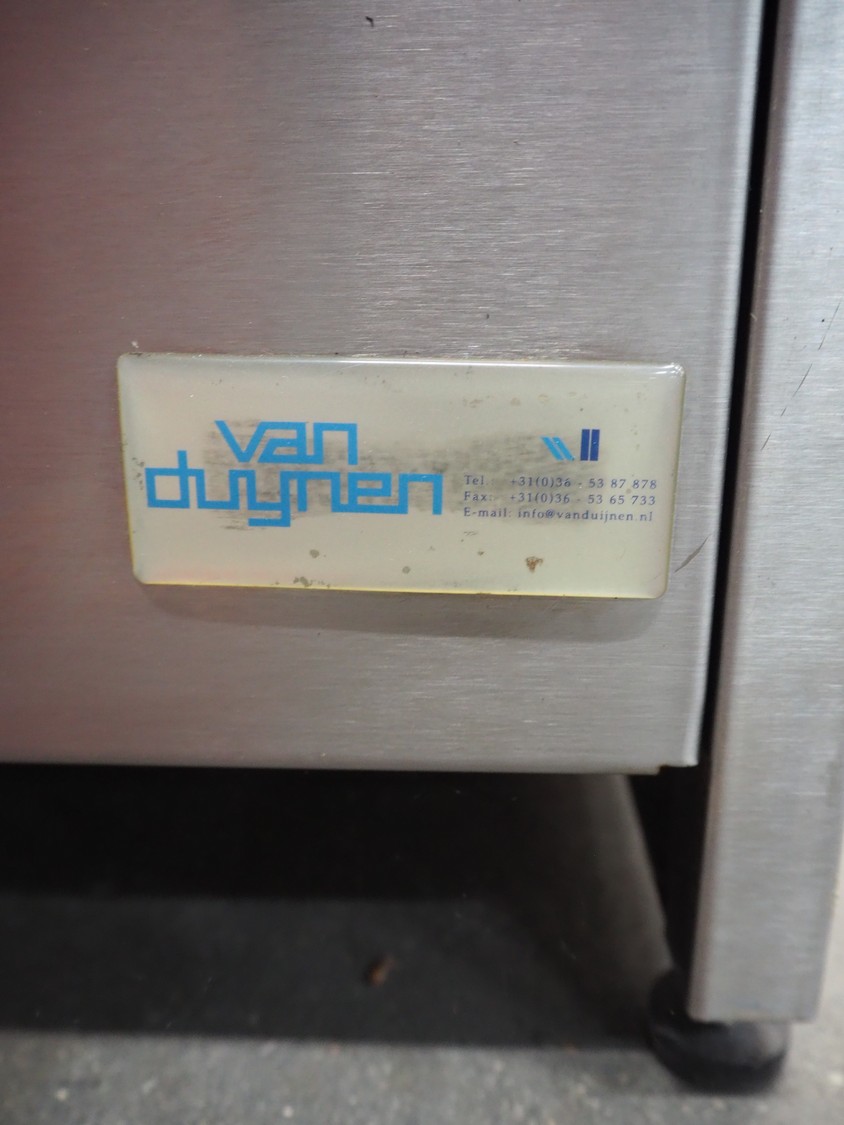 van
duynen
Tel : +31(0)36 - 53 87 878
Fax: +31(0)36 - 53 65 733
E-mail: info@vanduijnen.nl